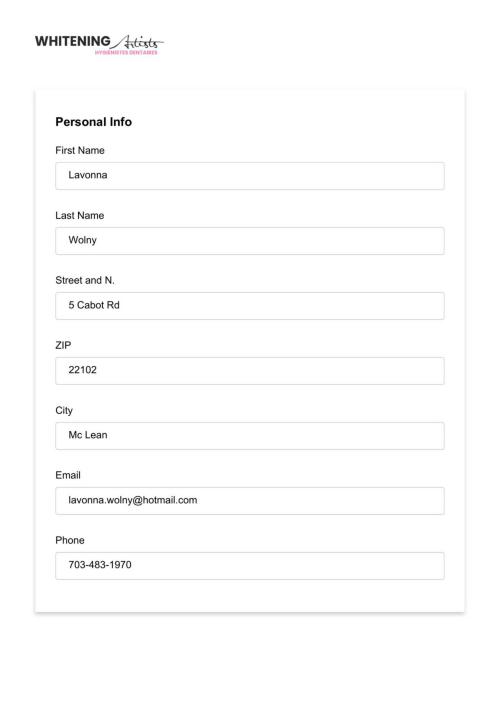 WHITENING Artists
HYGIÉNISTES DENTAIRES
Personal Info
First Name
Lavonna
Last Name
Wolny
Street and N.
5 Cabot Rd
ZIP
22102
City
Mc Lean
Email
lavonna.wolny@hotmail.com
Phone
703-483-1970